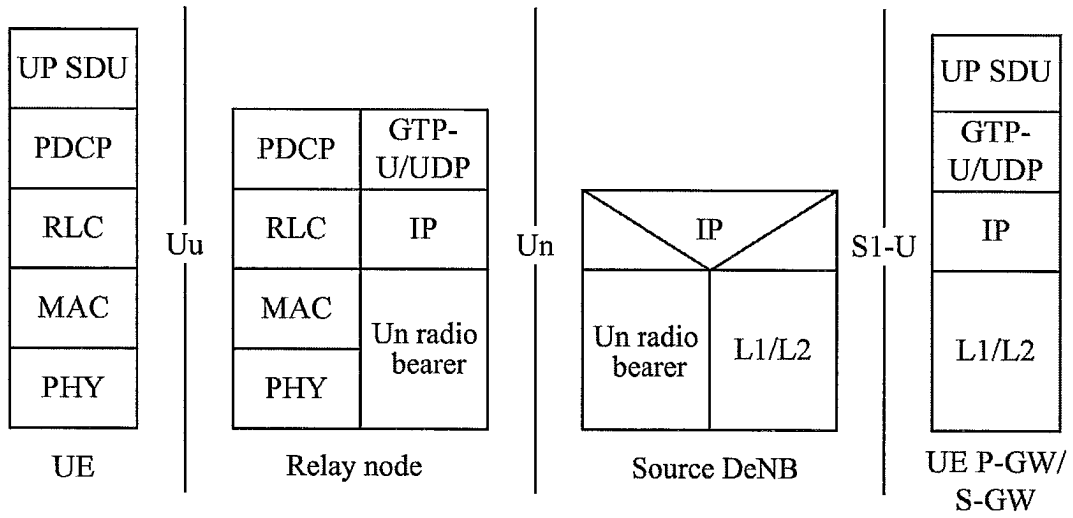 UP SDU
PDCP
RLC
MAC
PHY
UE
Uu
PDCP
RLC
MAC
PHY
GTP-
U/UDP
IP
Un radio
bearer
Relay node
Un
IP
Un radio
bearer
L1/L2
Source DeNB
S1-U
UP SDU
GTP-
U/UDP
IP
L1/L2
UE P-GW/
S-GW